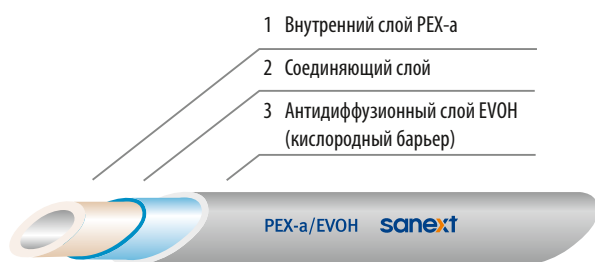 1 Внутренний слой PEX-a
2 Соединяющий слой
3 Антидиффузионный слой EVOH
(кислородный барьер)
PEX-a/EVOH sanext